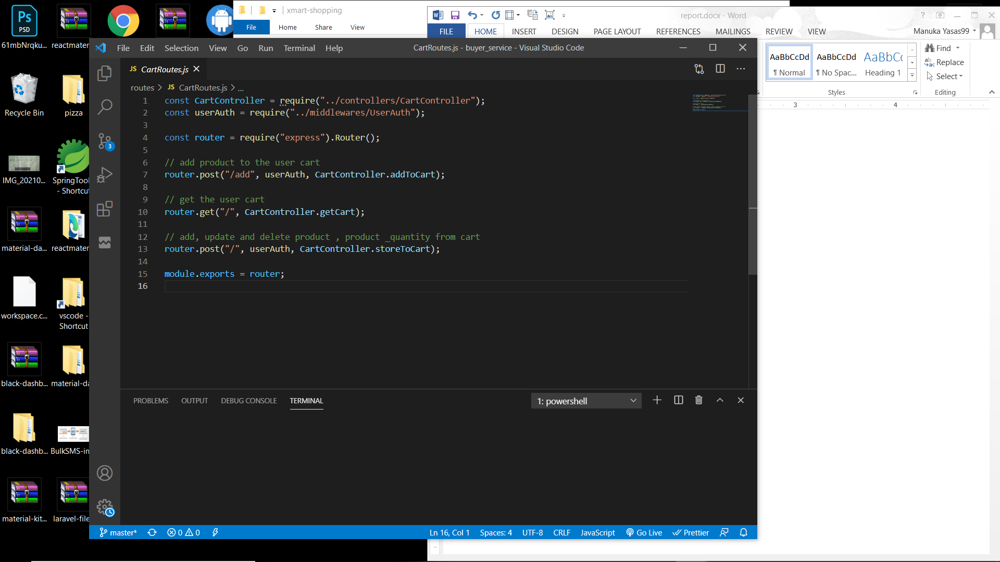 Ps
PSD
61mbNrqku...
reactmater
Recycle Bin
pizza
IMG_20210...
SpringTool
- Shortcut
material-da...
reactmater
workspace.c...
vscode -
Shortcut
black-dashb...
material-da
black-dashb...
BulkSMS-in
material-kit...
laravel-file
xmart-shopping
File
Home
Share
View
report.docx - Word
?
FILE
HOME
INSERT
DESIGN
PAGE LAYOUT
REFERENCES
MAILINGS
REVIEW
VIEW
Manuka Yasas99
AaBbCcDd
¶ Normal
AaBbCcDd
¶ No Spac...
AaBbCc
Heading 1
Styles
Find
Replace
Select
Editing
3
4
File Edit Selection View Go Run Terminal Help
CartRoutes.js - buyer_service - Visual Studio Code
JS CartRoutes.js
routes > JS CartRoutes.js > ...
3
1 const CartController = require("../controllers/CartController");
2 const userAuth = require("../middlewares/UserAuth");
3
4 const router = require("express").Router();
5
6 // add product to the user cart
7 router.post("/add", userAuth, CartController.addToCart);
8
9 // get the user cart
10 router.get("/", CartController.getCart);
11
12 // add, update and delete product , product _quantity from cart
13 router.post("/", userAuth, CartController.storeToCart);
14
15 module.exports = router;
16
PROBLEMS OUTPUT DEBUG CONSOLE TERMINAL
1: powershell
master* 0 0
Ln 16, Col 1 Spaces: 4 UTF-8 CRLF JavaScript Go Live Prettier